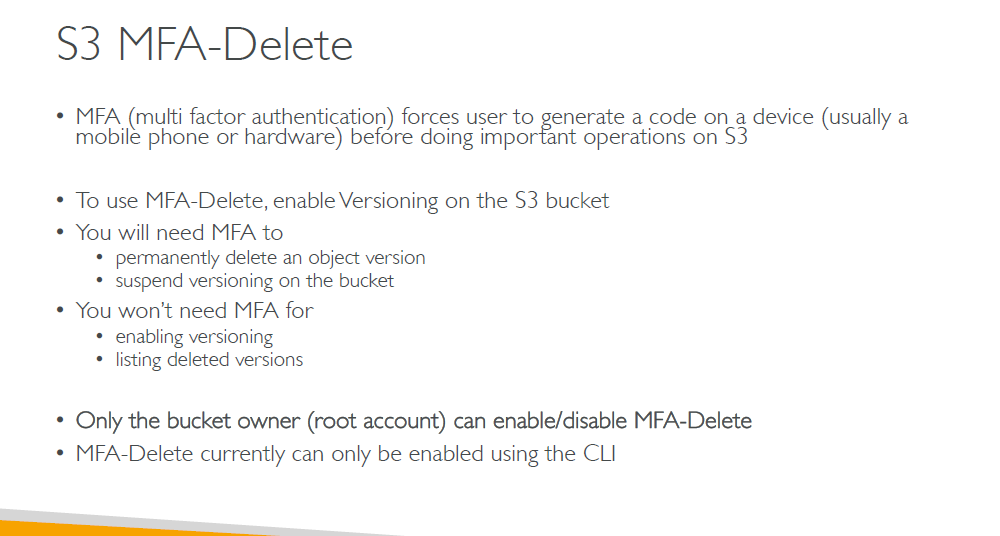 S3 MFA-Delete
• MFA (multi factor authentication) forces user to generate a code on a device (usually a
mobile phone or hardware) before doing important operations on S3
• To use MFA-Delete, enable Versioning on the S3 bucket
• You will need MFA to
• permanently delete an object version
• suspend versioning on the bucket
• You won't need MFA for
• enabling versioning
• listing deleted versions
• Only the bucket owner (root account) can enable/disable MFA-Delete
• MFA-Delete currently can only be enabled using the CLI